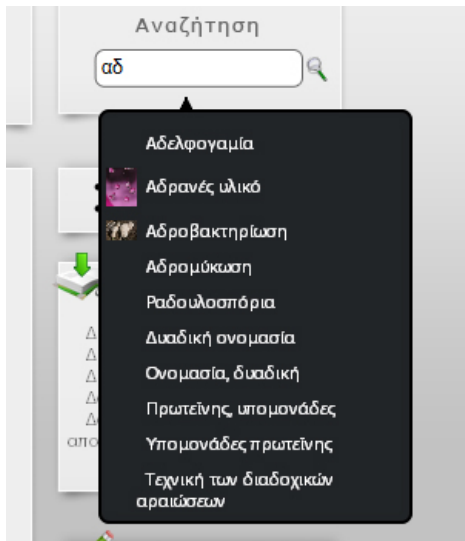 Αναζήτηση
αδ
Αδελφογαμία
Αδρανές υλικό
Αδροβακτηρίωση
Αδρομύκωση
Ραδουλοσπόρια
Δυαδική ονομασία
Ονομασία, δυαδική
Πρωτεΐνης, υπομονάδες
Υπομονάδες πρωτεΐνης
Τεχνική των διαδοχικών
αραιώσεων